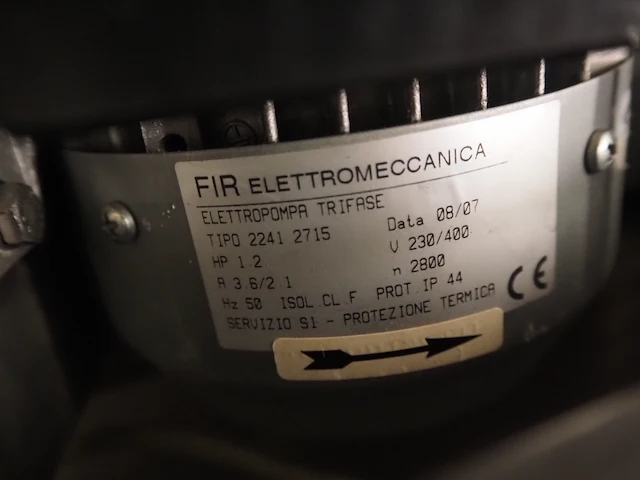 FIR ELETTROMECCANICA
ELETTROPOMPA TRIFASE
TIPO 2241 2715 Data 08/07
HP 1.2 V 230/400
A 3.6/2.1 n 2800
Hz 50 ISOL.CL.F PROT.IP 44
SERVIZIO S1 - PROTEZIONE TERMICA
CE